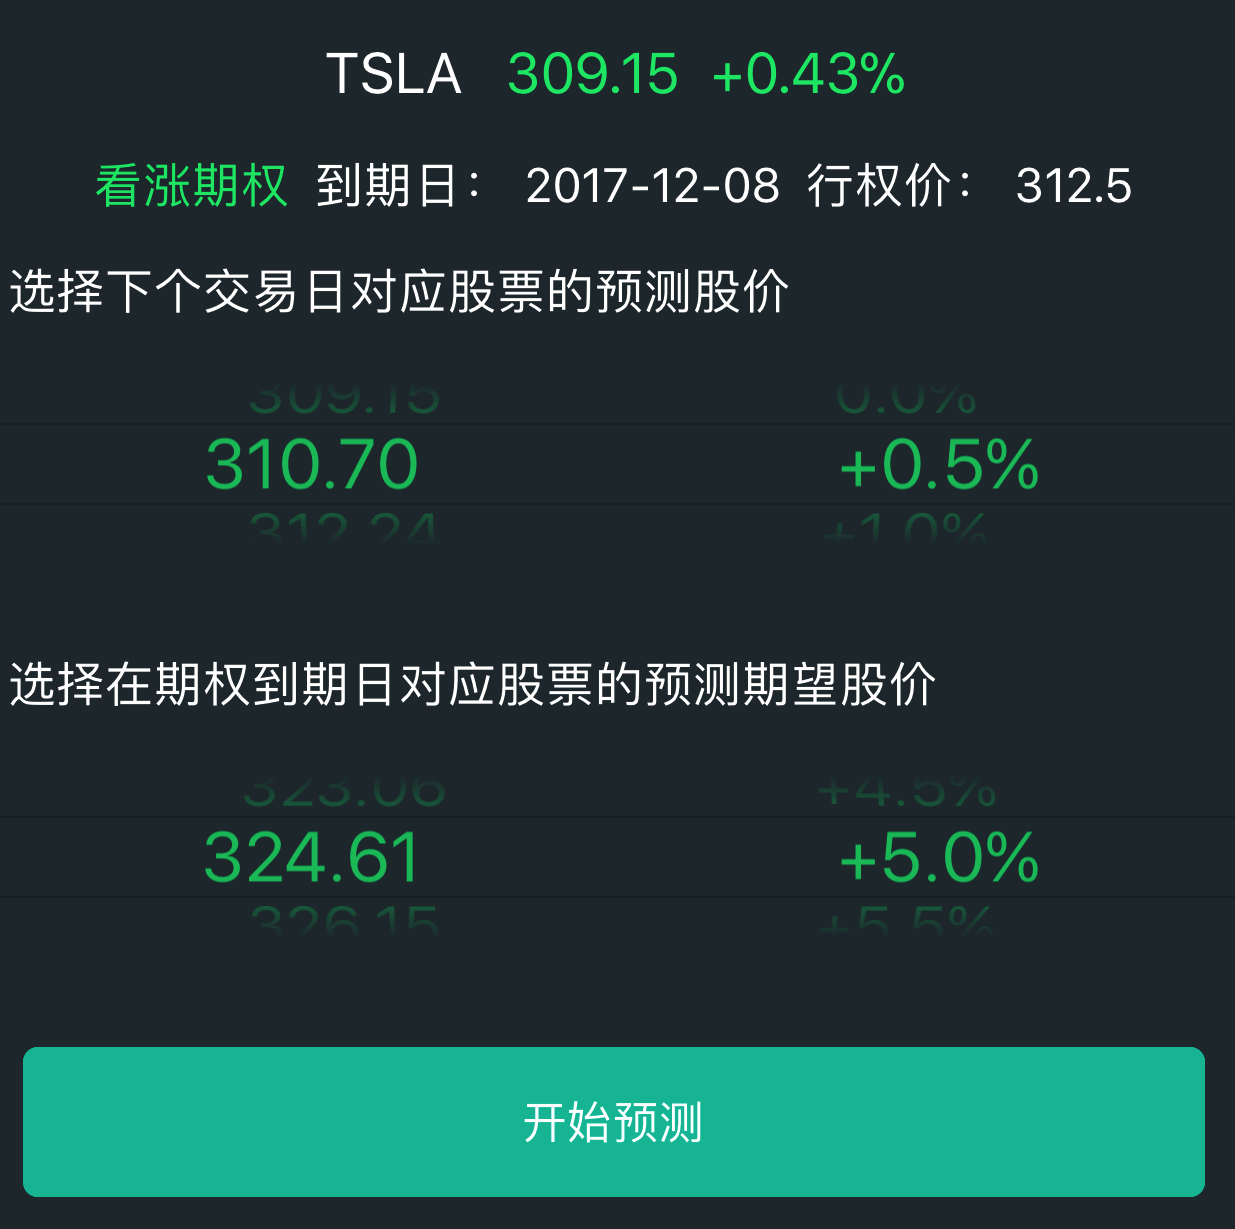 TSLA 309.15 +0.43%
看涨期权 到期日： 2017-12-08 行权价： 312.5
选择下个交易日对应股票的预测股价
309.15 0.0%
310.70 +0.5%
312.24 +1.0%
选择在期权到期日对应股票的预测期望股价
323.06 +4.5%
324.61 +5.0%
326.15 +5.5%
开始预测